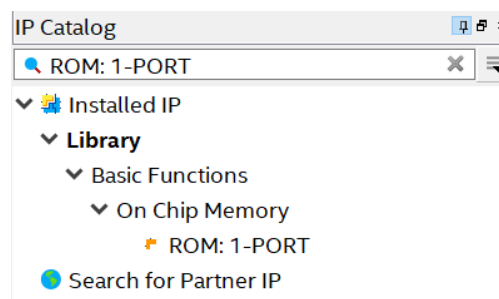 IP Catalog
ROM: 1-PORT
Installed IP
Library
Basic Functions
On Chip Memory
ROM: 1-PORT
Search for Partner IP